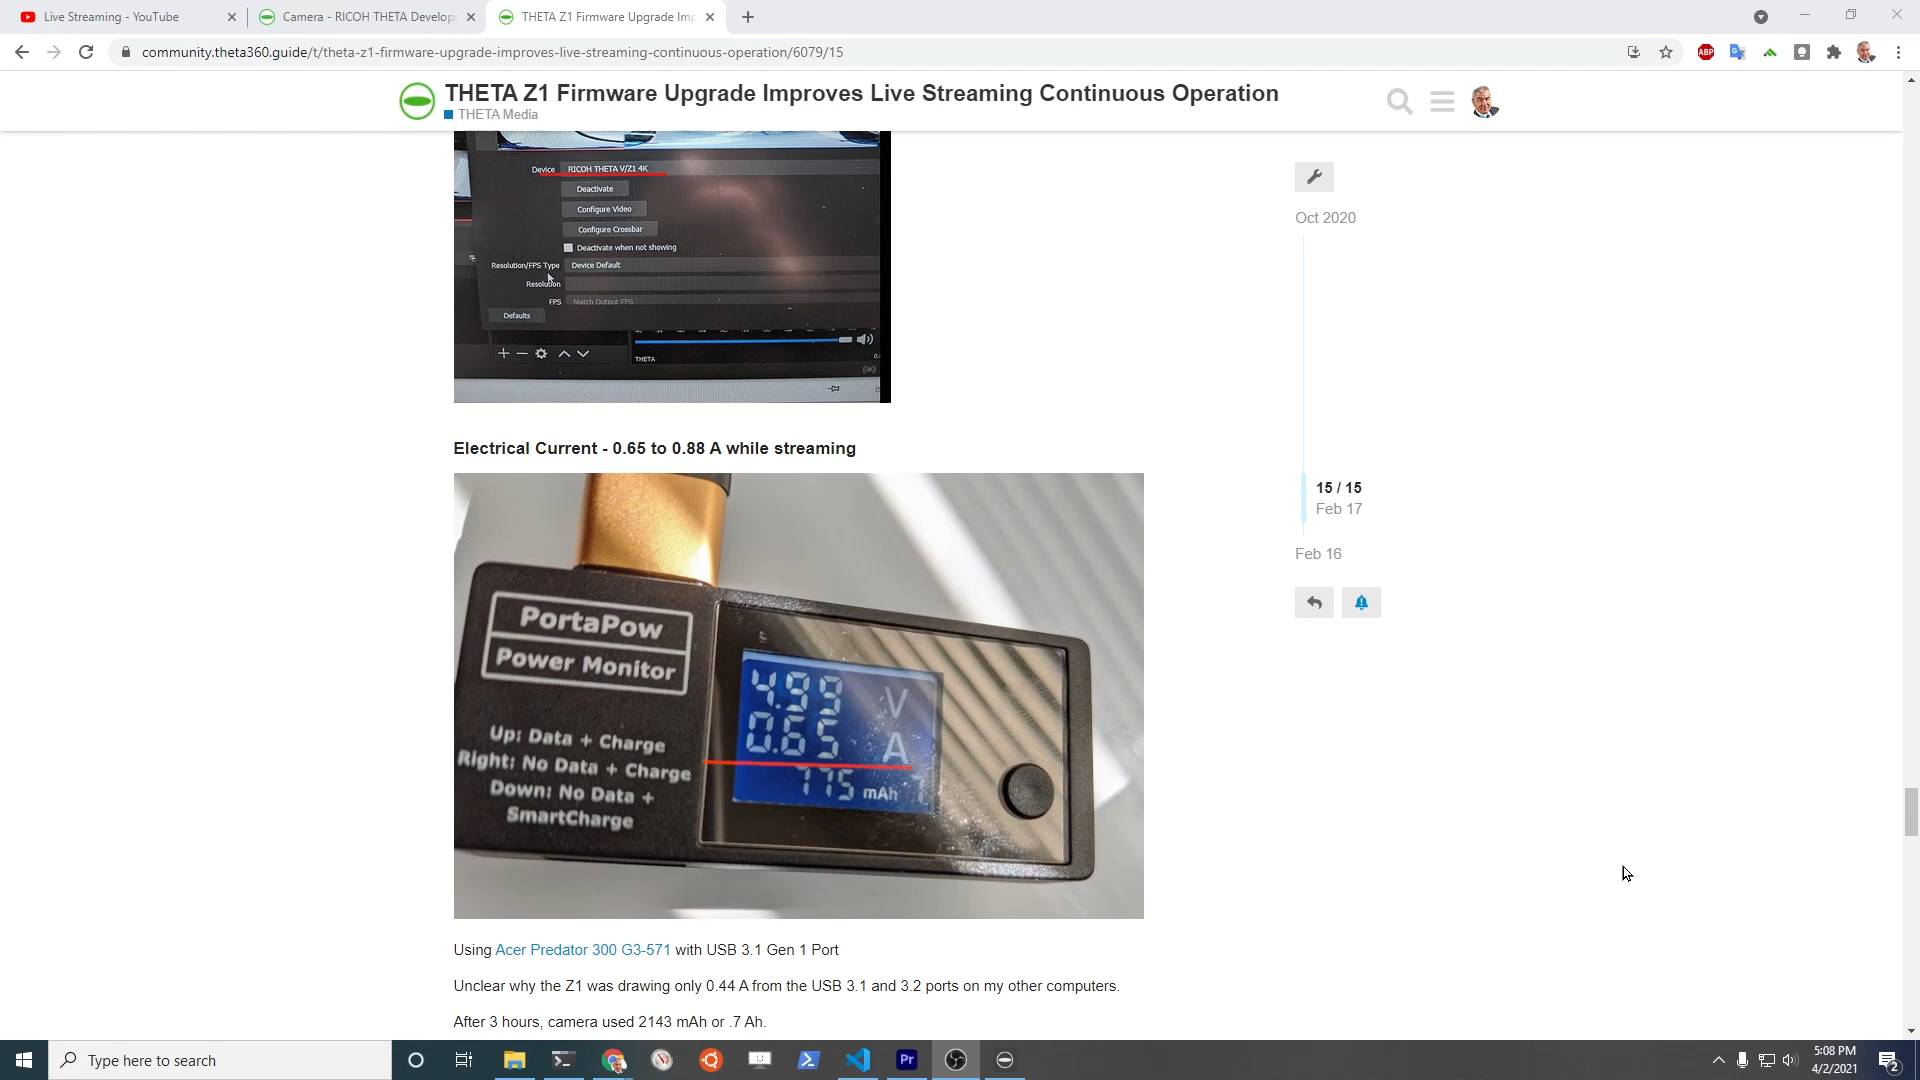 Live Streaming - YouTube
Camera - RICOH THETA Develop
THETA Z1 Firmware Upgrade Imp
community.theta360.guide/t/theta-z1-firmware-upgrade-improves-live-streaming-continuous-operation/6079/15
ABP
THETA Z1 Firmware Upgrade Improves Live Streaming Continuous Operation
THETA Media
Device RICOH THETA V/Z1 4K
Deactivate
Configure Video
Configure Crossbar
Deactivate when not showing
Resolution/FPS Type Device Default
Resolution
FPS Match Output FPS
Defaults
THETA
Oct 2020
15 / 15
Feb 17
Feb 16
Electrical Current - 0.65 to 0.88 A while streaming
PortaPow
Power Monitor
Up: Data + Charge
Right: No Data + Charge
Down: No Data +
SmartCharge
4.99 V
0.65 A
775 mAh 7
Using Acer Predator 300 G3-571 with USB 3.1 Gen 1 Port
Unclear why the Z1 was drawing only 0.44 A from the USB 3.1 and 3.2 ports on my other computers.
After 3 hours, camera used 2143 mAh or .7 Ah.
Type here to search
Pr
5:08 PM
4/2/2021
2